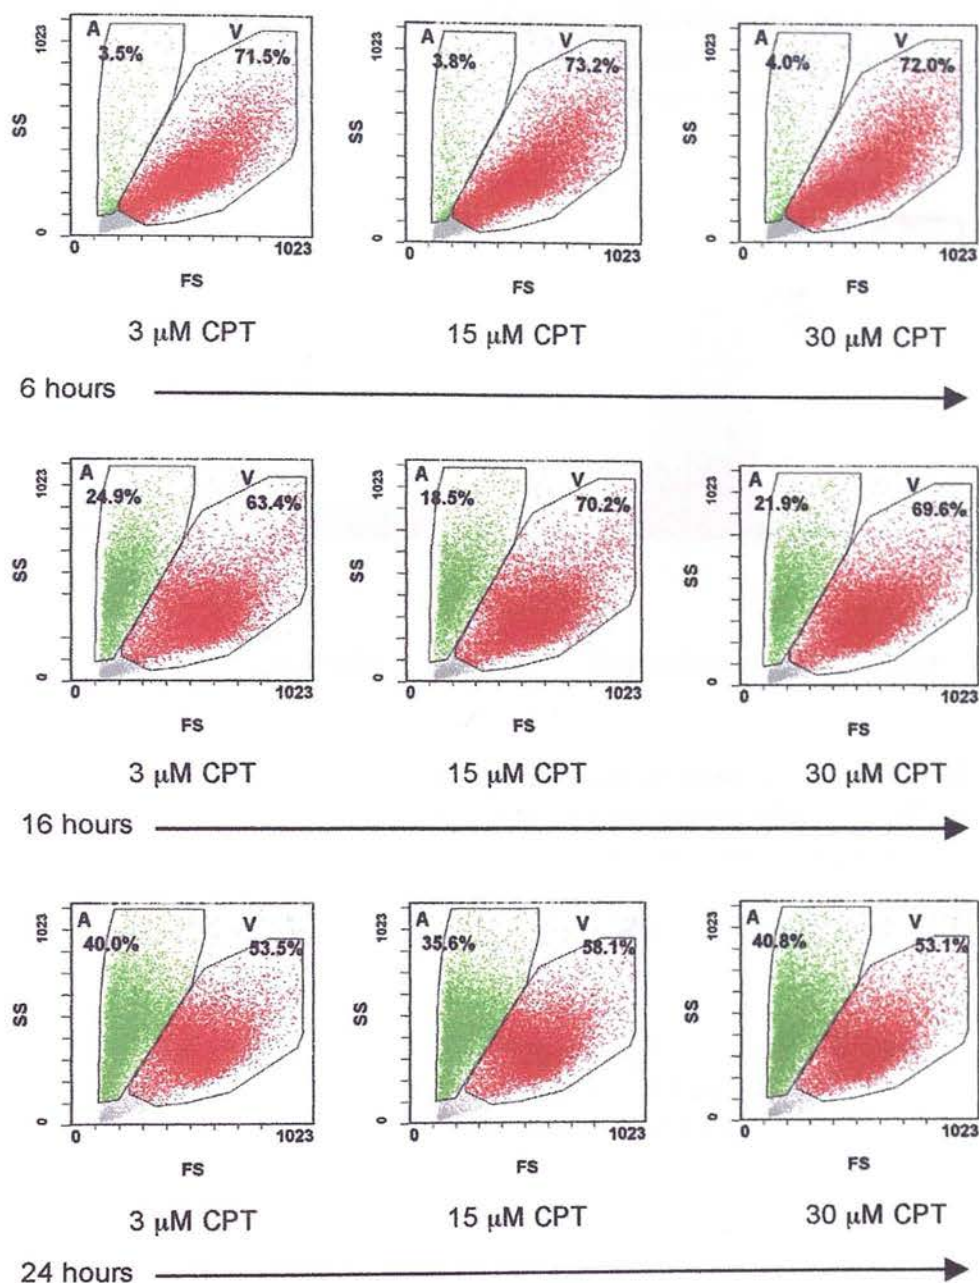 A V A V A V
3.5% 71.5% 3.8% 73.2% 4.0% 72.0%
1023 1023 1023
SS SS SS
0 0 0
0 1023 0 1023 0 1023
FS FS FS
3 μM CPT 15 μM CPT 30 μM CPT
6 hours
A V A V A V
24.9% 63.4% 18.5% 70.2% 21.9% 69.6%
1023 1023 1023
SS SS SS
0 0 0
0 1023 0 1023 0 1023
FS FS FS
3 μM CPT 15 μM CPT 30 μM CPT
16 hours
A V A V A V
40.0% 53.5% 35.6% 58.1% 40.8% 53.1%
1023 1023 1023
SS SS SS
0 0 0
0 1023 0 1023 0 1023
FS FS FS
3 μM CPT 15 μM CPT 30 μM CPT
24 hours